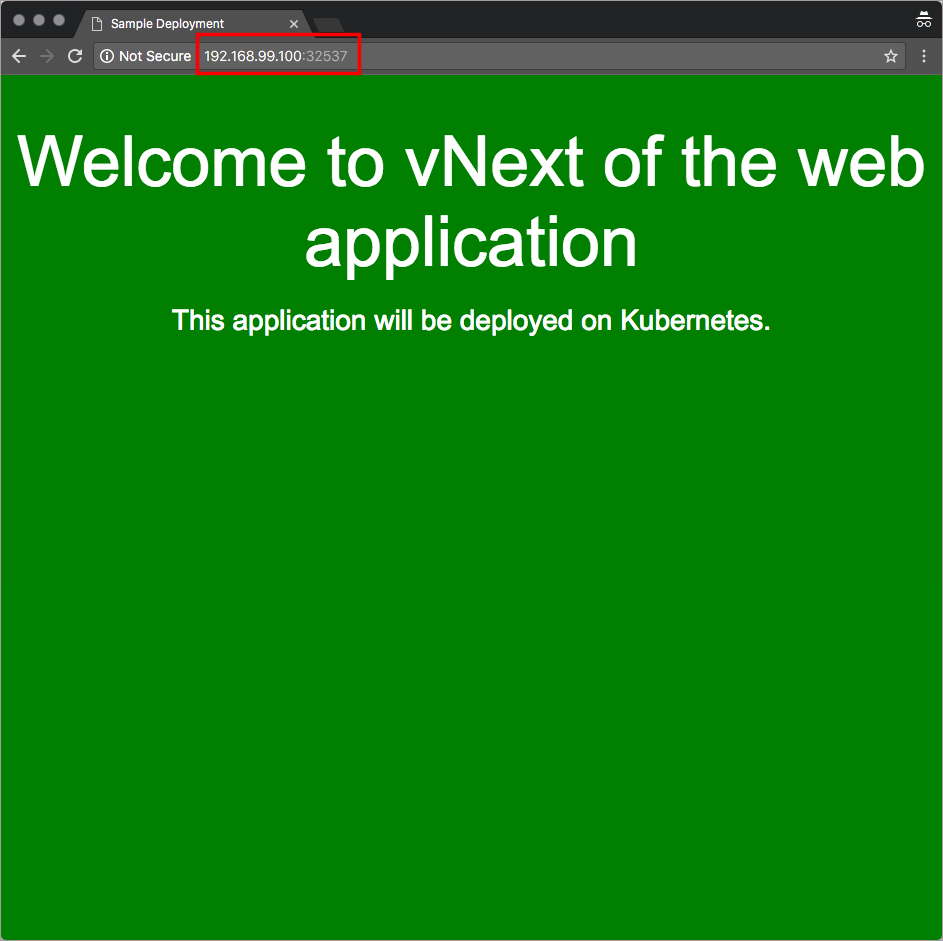 Sample Deployment
Not Secure 192.168.99.100:32537
Welcome to vNext of the web
application
This application will be deployed on Kubernetes.